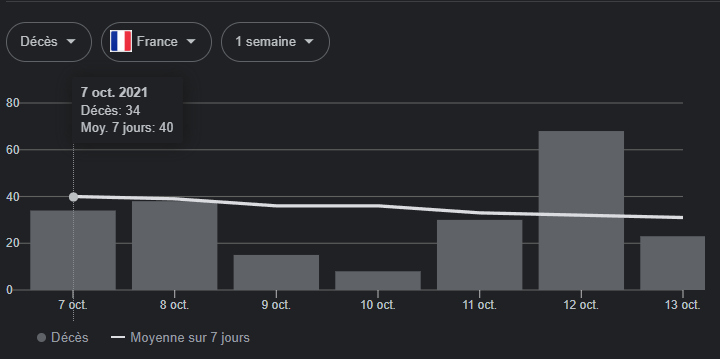 Décès France 1 semaine
7 oct. 2021
Décès: 34
Moy. 7 jours: 40
80
60
40
20
0
7 oct. 8 oct. 9 oct. 10 oct. 11 oct. 12 oct. 13 oct.
Décès Moyenne sur 7 jours